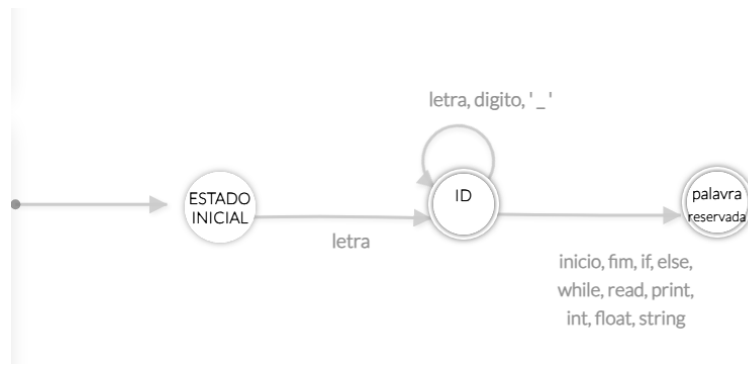 letra, digito, '_'
ESTADO
INICIAL
letra
ID
palavra
reservada
inicio, fim, if, else,
while, read, print,
int, float, string